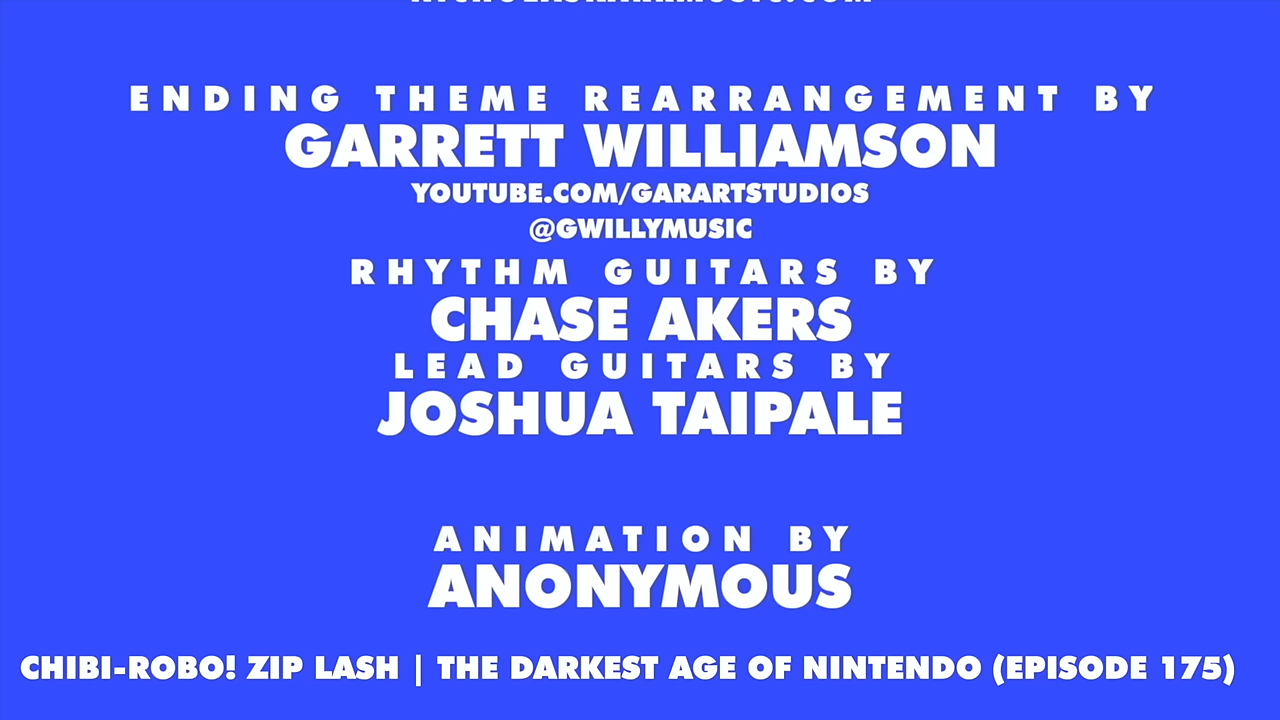 ENDING THEME REARRANGEMENT BY
GARRETT WILLIAMSON
YOUTUBE.COM/GARARTSTUDIOS
@GWILLYMUSIC
RHYTHM GUITARS BY
CHASE AKERS
LEAD GUITARS BY
JOSHUA TAIPALE
ANIMATION BY
ANONYMOUS
CHIBI-ROBO! ZIP LASH | THE DARKEST AGE OF NINTENDO (EPISODE 175)